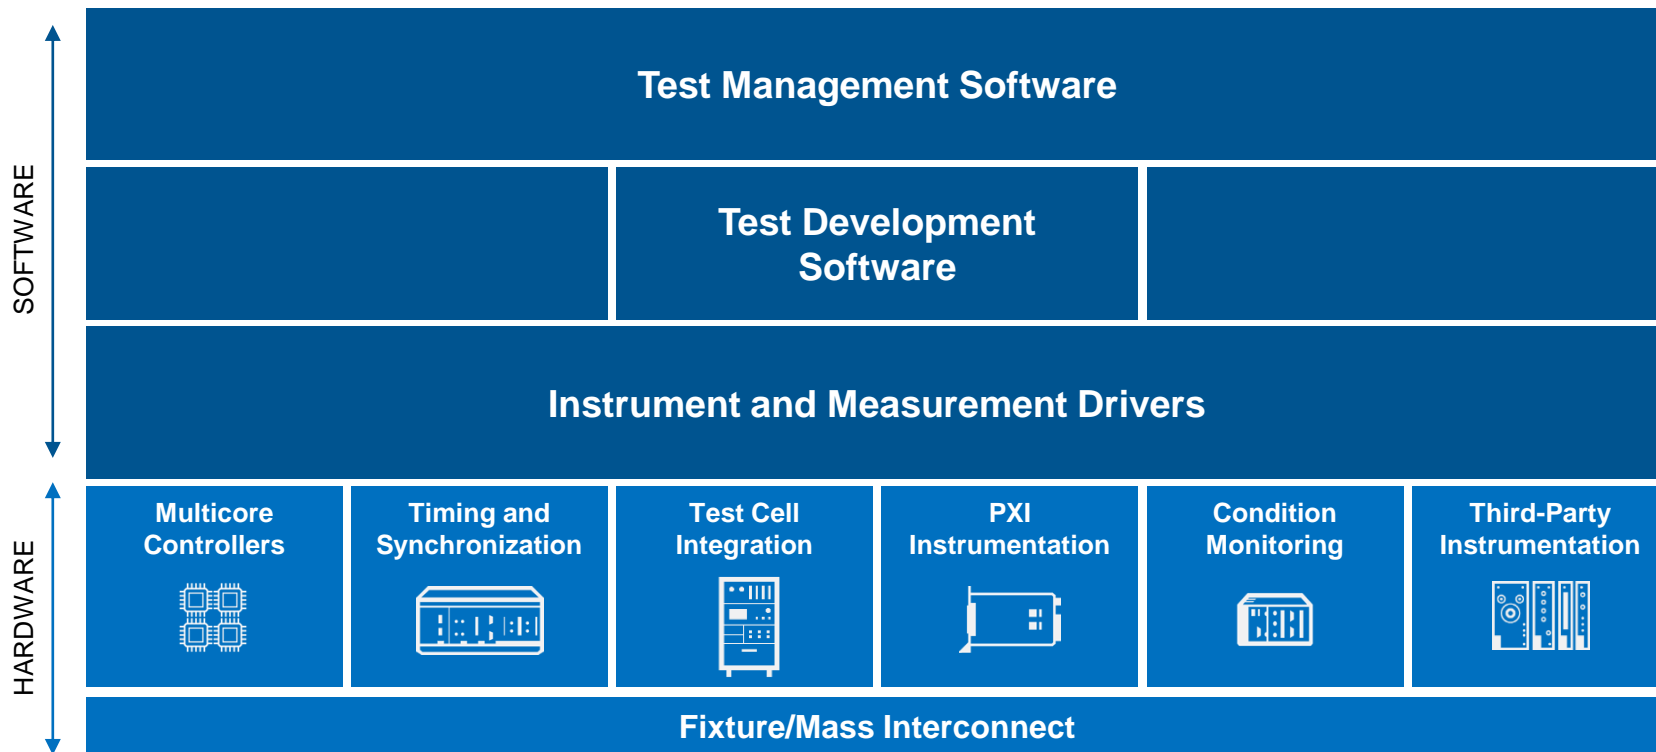 SOFTWARE
Test Management Software
Test Development
Software
Instrument and Measurement Drivers
HARDWARE
Multicore
Controllers
Timing and
Synchronization
Test Cell
Integration
PXI
Instrumentation
Condition
Monitoring
Third-Party
Instrumentation
Fixture/Mass Interconnect